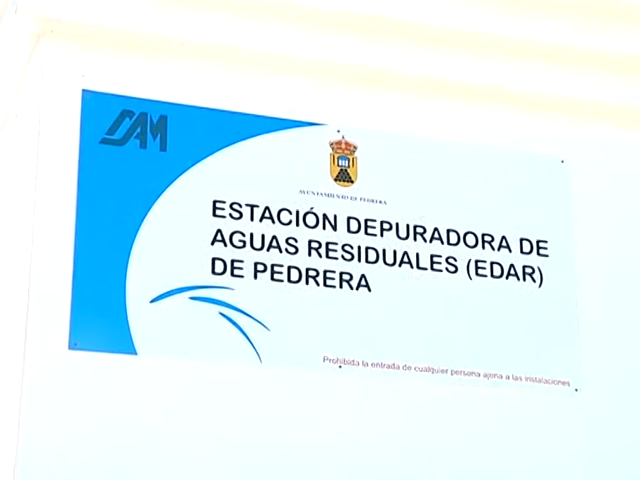 SAM
AYUNTAMIENTO DE PEDRERA
ESTACIÓN DEPURADORA DE
AGUAS RESIDUALES (EDAR)
DE PEDRERA
Prohibida la entrada de cualquier persona ajena a las instalaciones